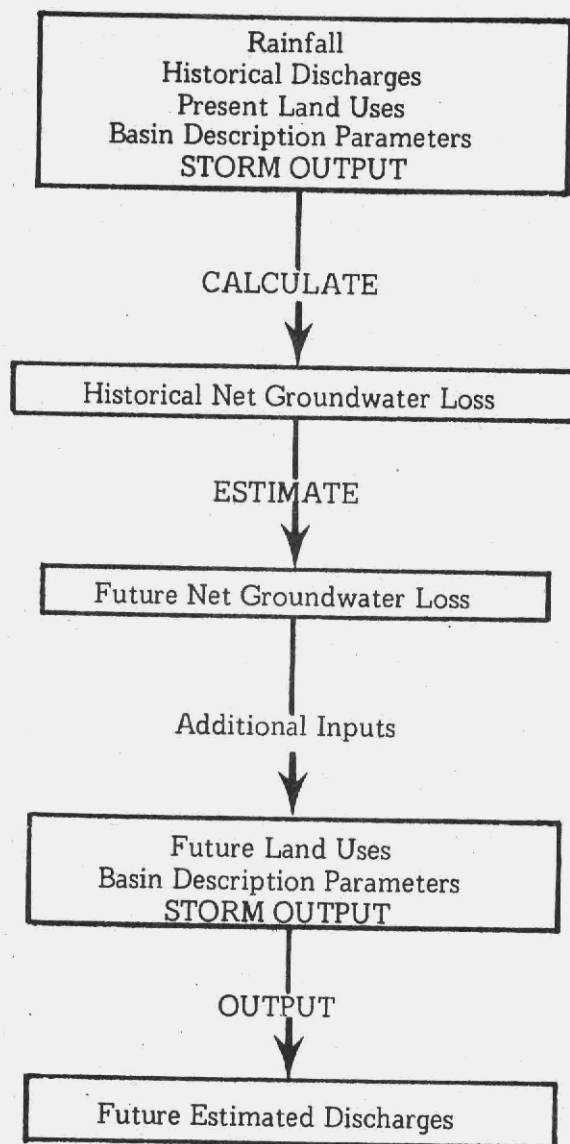 Rainfall
Historical Discharges
Present Land Uses
Basin Description Parameters
STORM OUTPUT
CALCULATE
Historical Net Groundwater Loss
ESTIMATE
Future Net Groundwater Loss
Additional Inputs
Future Land Uses
Basin Description Parameters
STORM OUTPUT
OUTPUT
Future Estimated Discharges